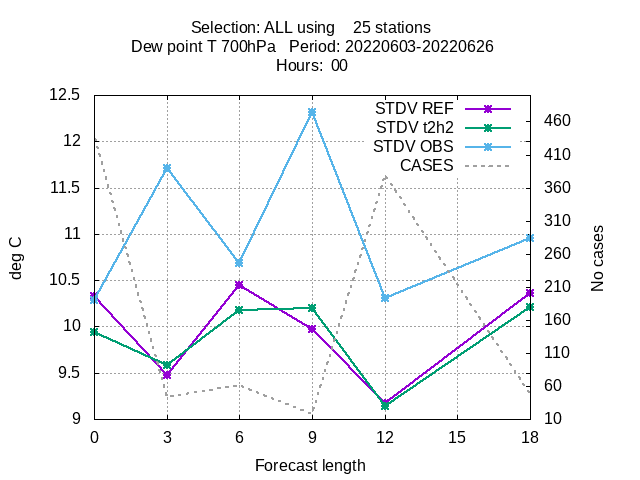 Selection: ALL using    25 stations
Dew point T 700hPa   Period: 20220603-20220626
Hours:  00
STDV REF
STDV t2h2
STDV OBS
CASES
deg C
12.5
12
11.5
11
10.5
10
9.5
9
460
410
360
310
260
210
160
110
60
10
No cases
0 3 6 9 12 15 18
Forecast length